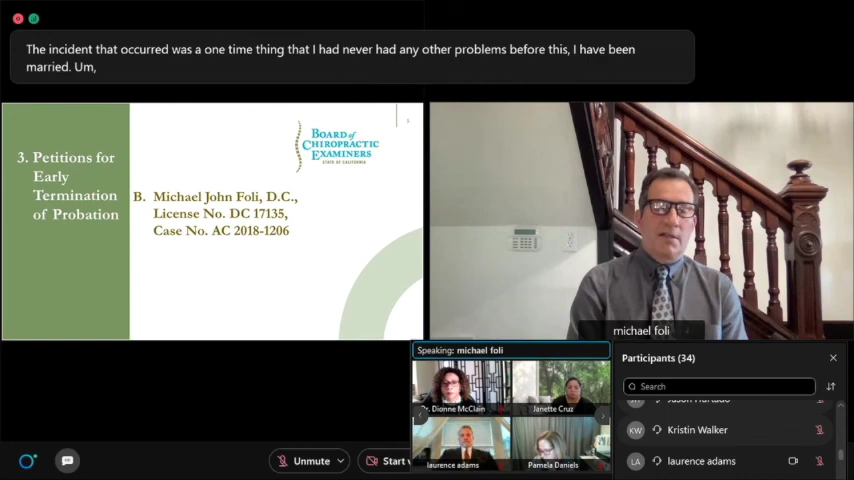 The incident that occurred was a one time thing that I had never had any other problems before this, I have been
married. Um,
3. Petitions for
Early
Termination
of Probation
BOARD of
CHIROPRACTIC
EXAMINERS
STATE OF CALIFORNIA
B. Michael John Foli, D.C.,
License No. DC 17135,
Case No. AC 2018-1206
michael foli
Speaking: michael foli
Dr. Dionne McClain
Janette Cruz
laurence adams
Pamela Daniels
Participants (34)
Search
Jason Hurtado
KW Kristin Walker
LA laurence adams
Unmute
Start v